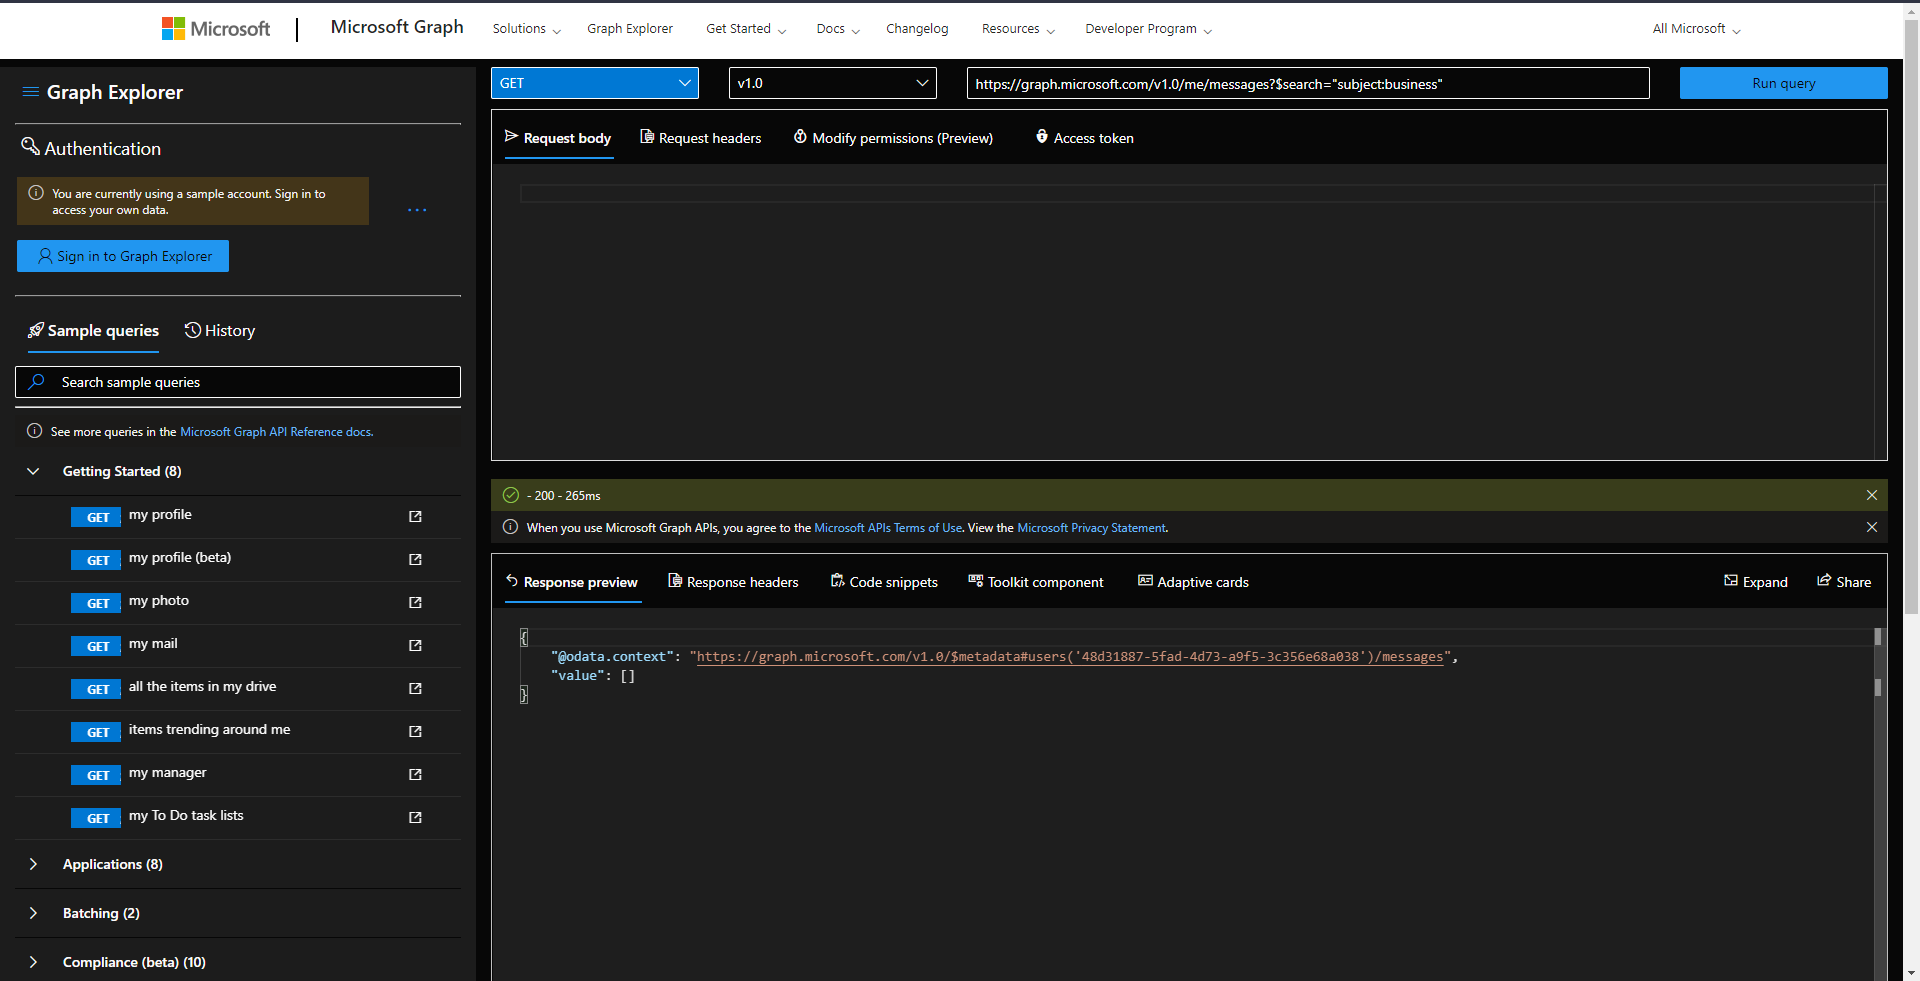 Microsoft
Microsoft Graph
Solutions
Graph Explorer
Get Started
Docs
Changelog
Resources
Developer Program
All Microsoft
Graph Explorer
Authentication
You are currently using a sample account. Sign in to
access your own data.
...
Sign in to Graph Explorer
Sample queries
History
Search sample queries
See more queries in the Microsoft Graph API Reference docs.
Getting Started (8)
GET my profile
GET my profile (beta)
GET my photo
GET my mail
GET all the items in my drive
GET items trending around me
GET my manager
GET my To Do task lists
Applications (8)
Batching (2)
Compliance (beta) (10)
GET
v1.0
https://graph.microsoft.com/v1.0/me/messages?$search="subject:business"
Run query
Request body
Request headers
Modify permissions (Preview)
Access token
- 200 - 265ms
When you use Microsoft Graph APIs, you agree to the Microsoft APIs Terms of Use. View the Microsoft Privacy Statement.
Response preview
Response headers
Code snippets
Toolkit component
Adaptive cards
Expand
Share
{
"@odata.context": "https://graph.microsoft.com/v1.0/$metadata#users('48d31887-5fad-4d73-a9f5-3c356e68a038')/messages",
"value": []
}